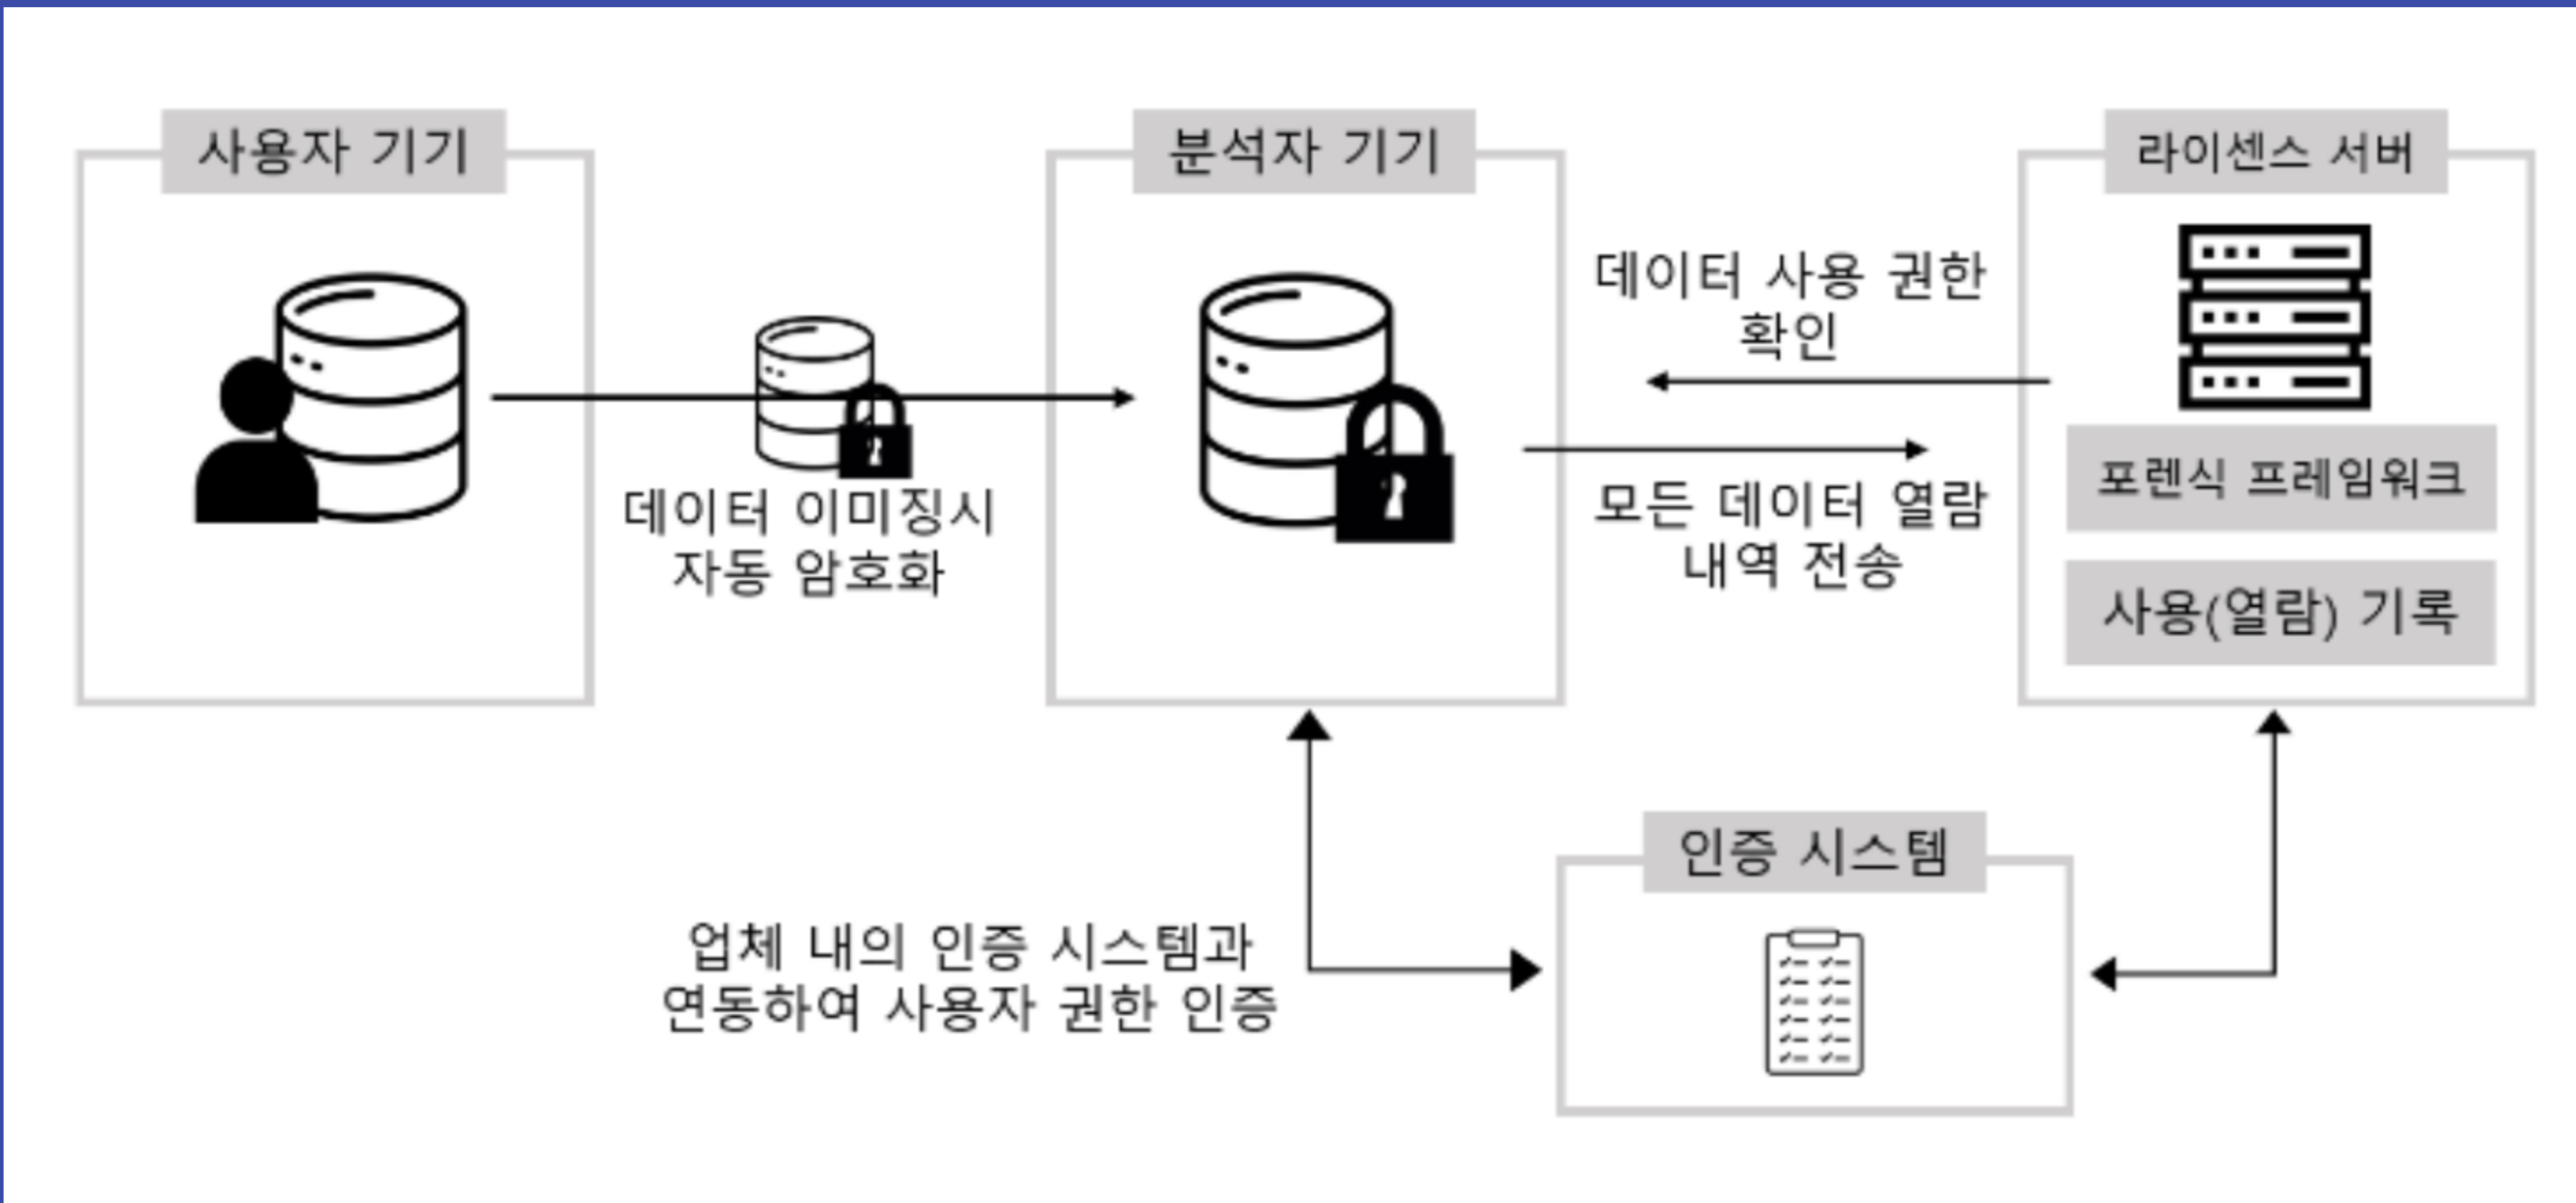 사용자 기기
분석자 기기
라이센스 서버
데이터 이미징시
자동 암호화
데이터 사용 권한
확인
모든 데이터 열람
내역 전송
포렌식 프레임워크
사용(열람) 기록
인증 시스템
업체 내의 인증 시스템과
연동하여 사용자 권한 인증